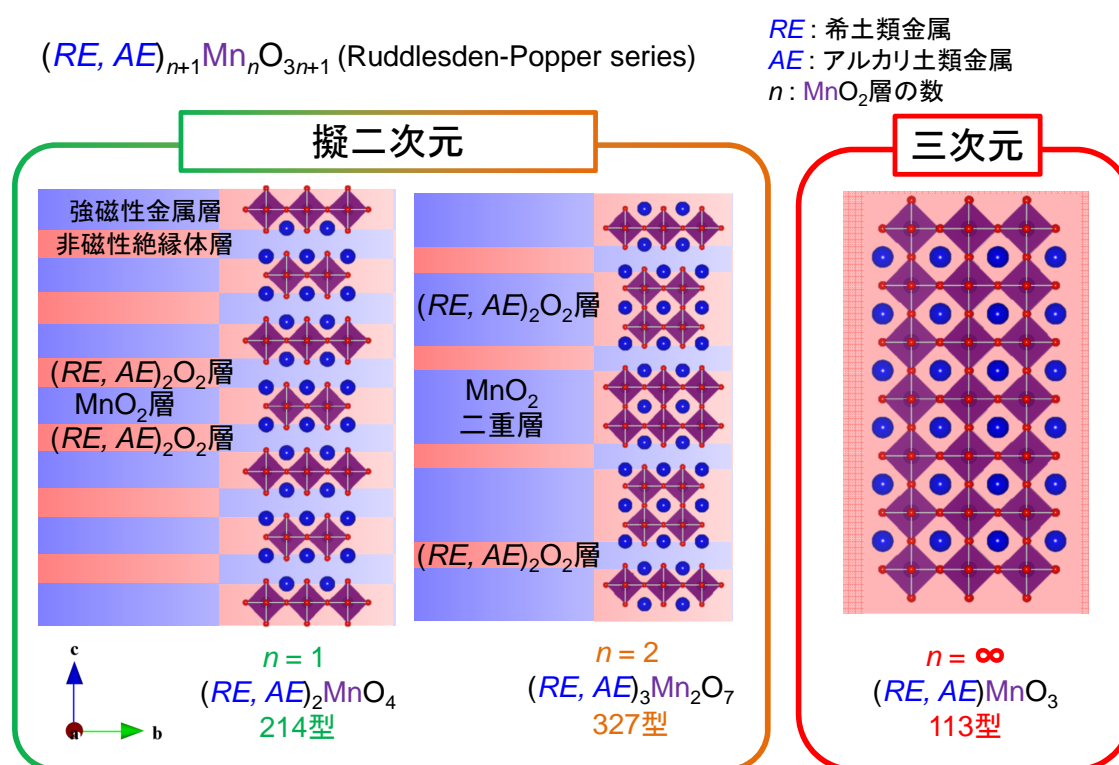 (RE, AE)n+1MnnO3n+1 (Ruddlesden-Popper series)
RE : 希土類金属
AE : アルカリ土類金属
n : MnO2層の数
擬二次元
強磁性金属層
非磁性絶縁体層
(RE, AE)2O2層
MnO2層
(RE, AE)2O2層
(RE, AE)2O2層
MnO2
二重層
(RE, AE)2O2層
c
a
b
n = 1
(RE, AE)2MnO4
214型
n = 2
(RE, AE)3Mn2O7
327型
三次元
n = ∞
(RE, AE)MnO3
113型